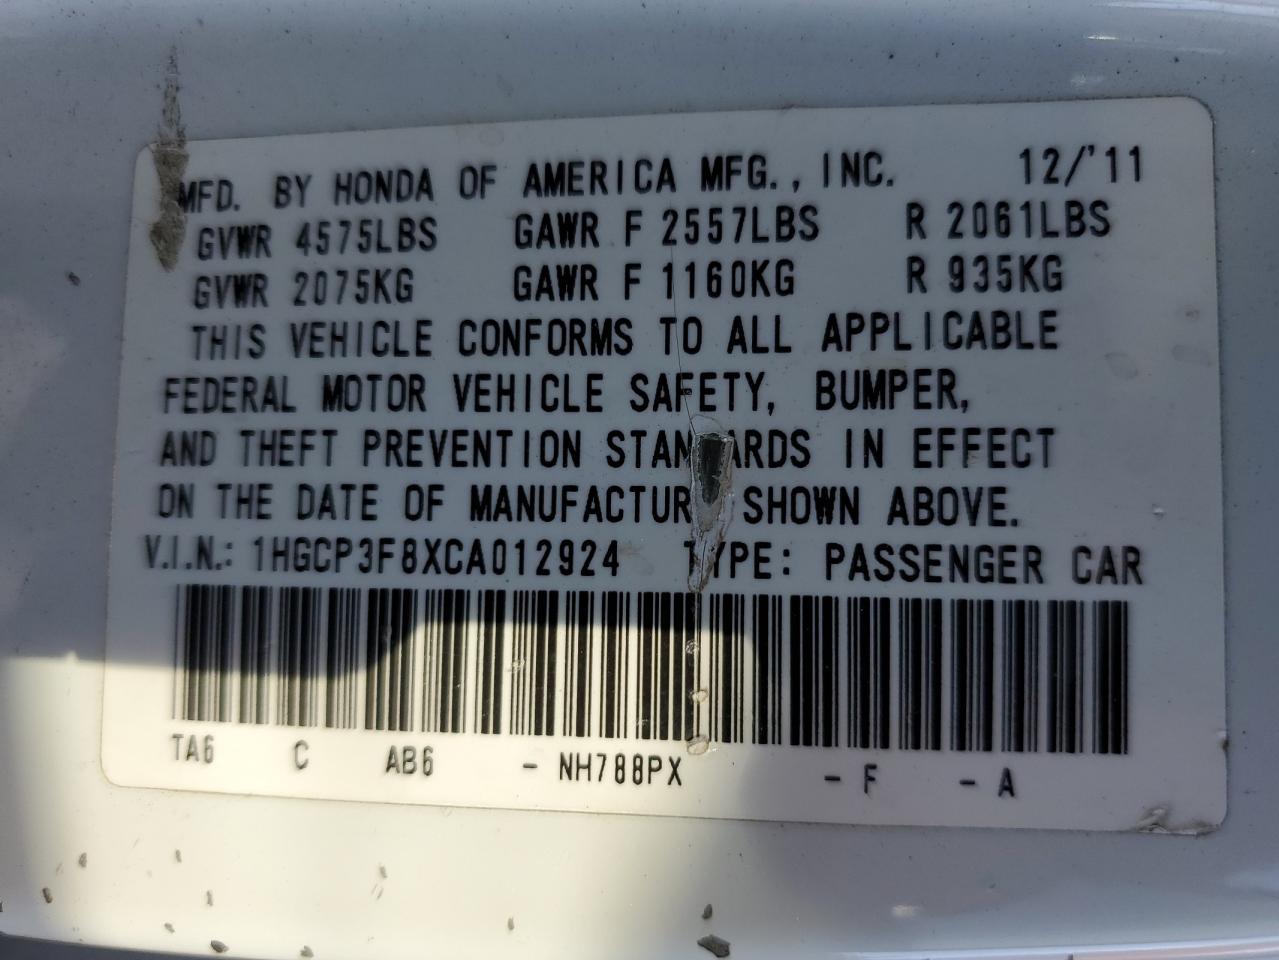 MFD. BY HONDA OF AMERICA MFG., INC. 12/'11
GVWR 4575LBS GAWR F 2557LBS R 2061LBS
GVWR 2075KG GAWR F 1160KG R 935KG
THIS VEHICLE CONFORMS TO ALL APPLICABLE
FEDERAL MOTOR VEHICLE SAFETY, BUMPER,
AND THEFT PREVENTION STANDARDS IN EFFECT
ON THE DATE OF MANUFACTURE SHOWN ABOVE.
V.I.N.: 1HGCP3F8XCA012924 TYPE: PASSENGER CAR
TA6 C AB6 - NH788PX - F - A